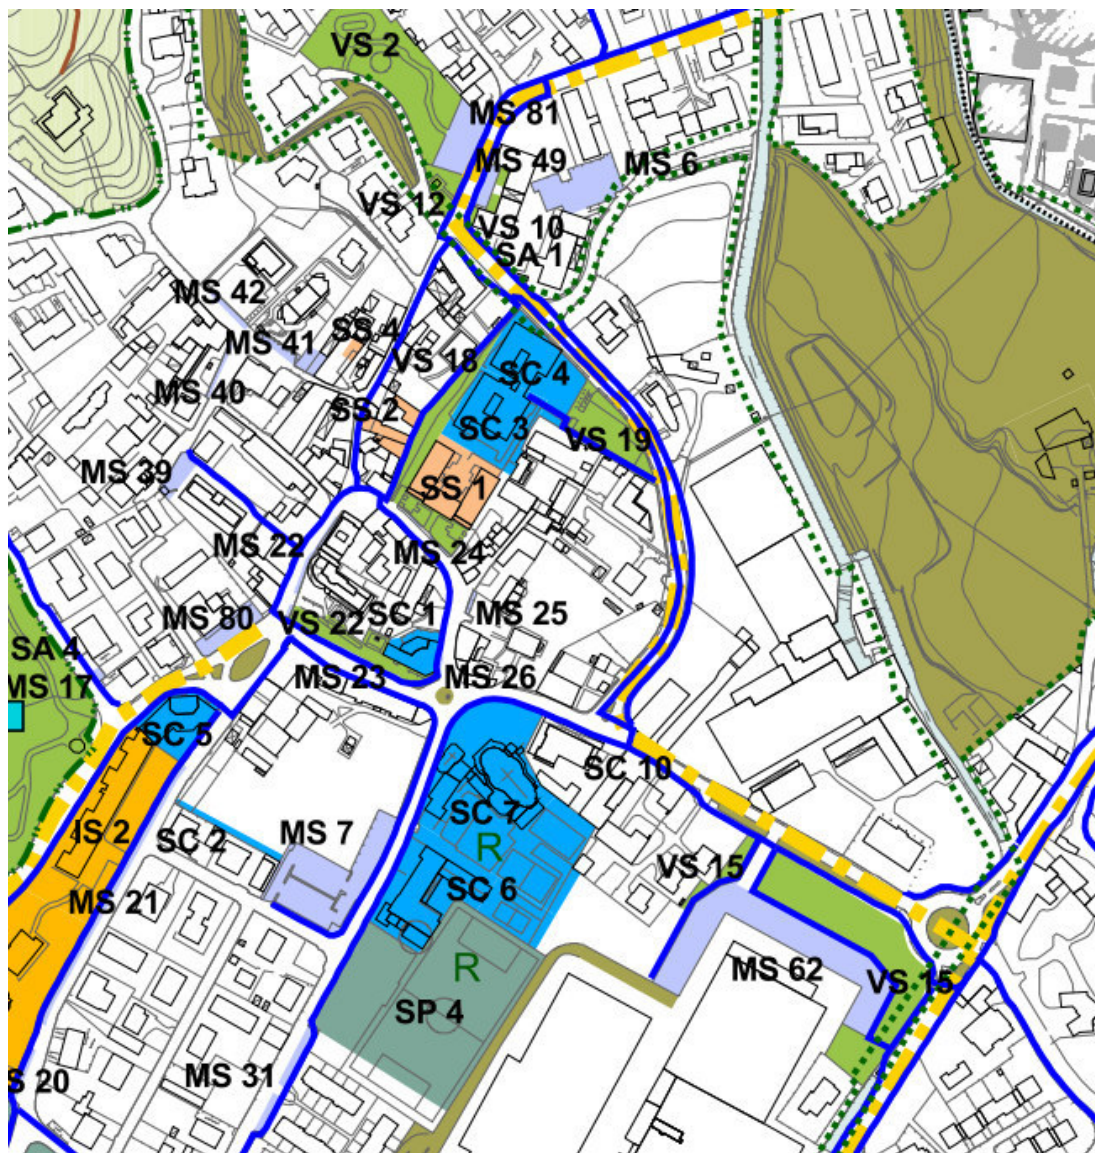 VS 2
MS 81
MS 49
MS 6
VS 12
VS 10
SA 1
MS 42
MS 41
SS 4
VS 18
SC 4
MS 40
SS 2
SC 3
VS 19
MS 39
SS 1
MS 22
MS 24
MS 80
VS 22
SC 1
MS 25
SA 4
MS 17
MS 23
MS 26
SC 5
SC 10
IS 2
SC 2
MS 7
SC 7
R
VS 15
MS 21
SC 6
R
MS 62
VS 15
SP 4
S 20
MS 31